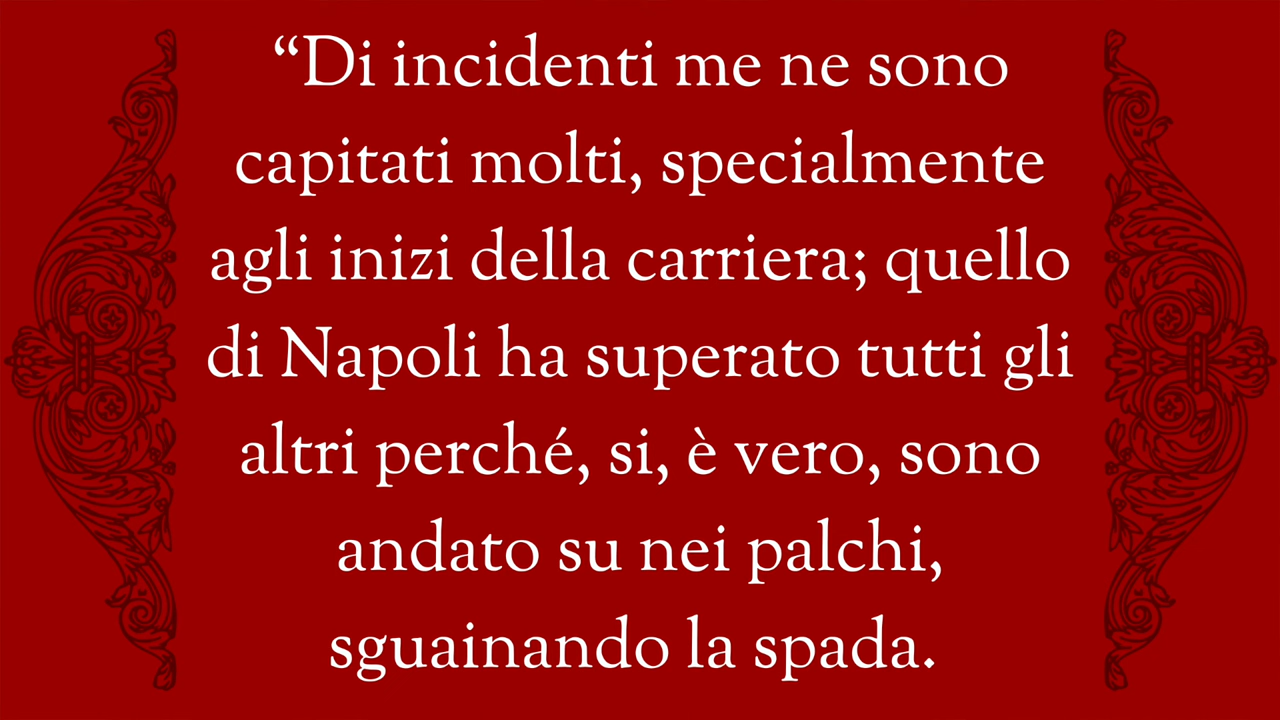 “Di incidenti me ne sono
capitati molti, specialmente
agli inizi della carriera; quello
di Napoli ha superato tutti gli
altri perché, si, è vero, sono
andato su nei palchi,
sguainando la spada.